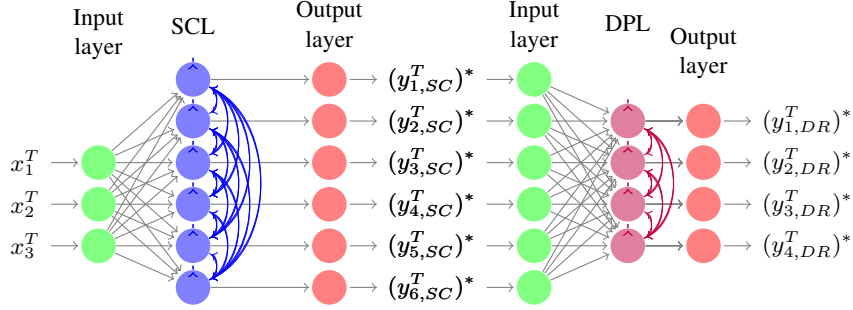 Input
layer
SCL
Output
layer
Input
layer
DPL
Output
layer
x_1^T
x_2^T
x_3^T
(y_{1,SC}^T)^*
(y_{2,SC}^T)^*
(y_{3,SC}^T)^*
(y_{4,SC}^T)^*
(y_{5,SC}^T)^*
(y_{6,SC}^T)^*
(y_{1,DR}^T)^*
(y_{2,DR}^T)^*
(y_{3,DR}^T)^*
(y_{4,DR}^T)^*